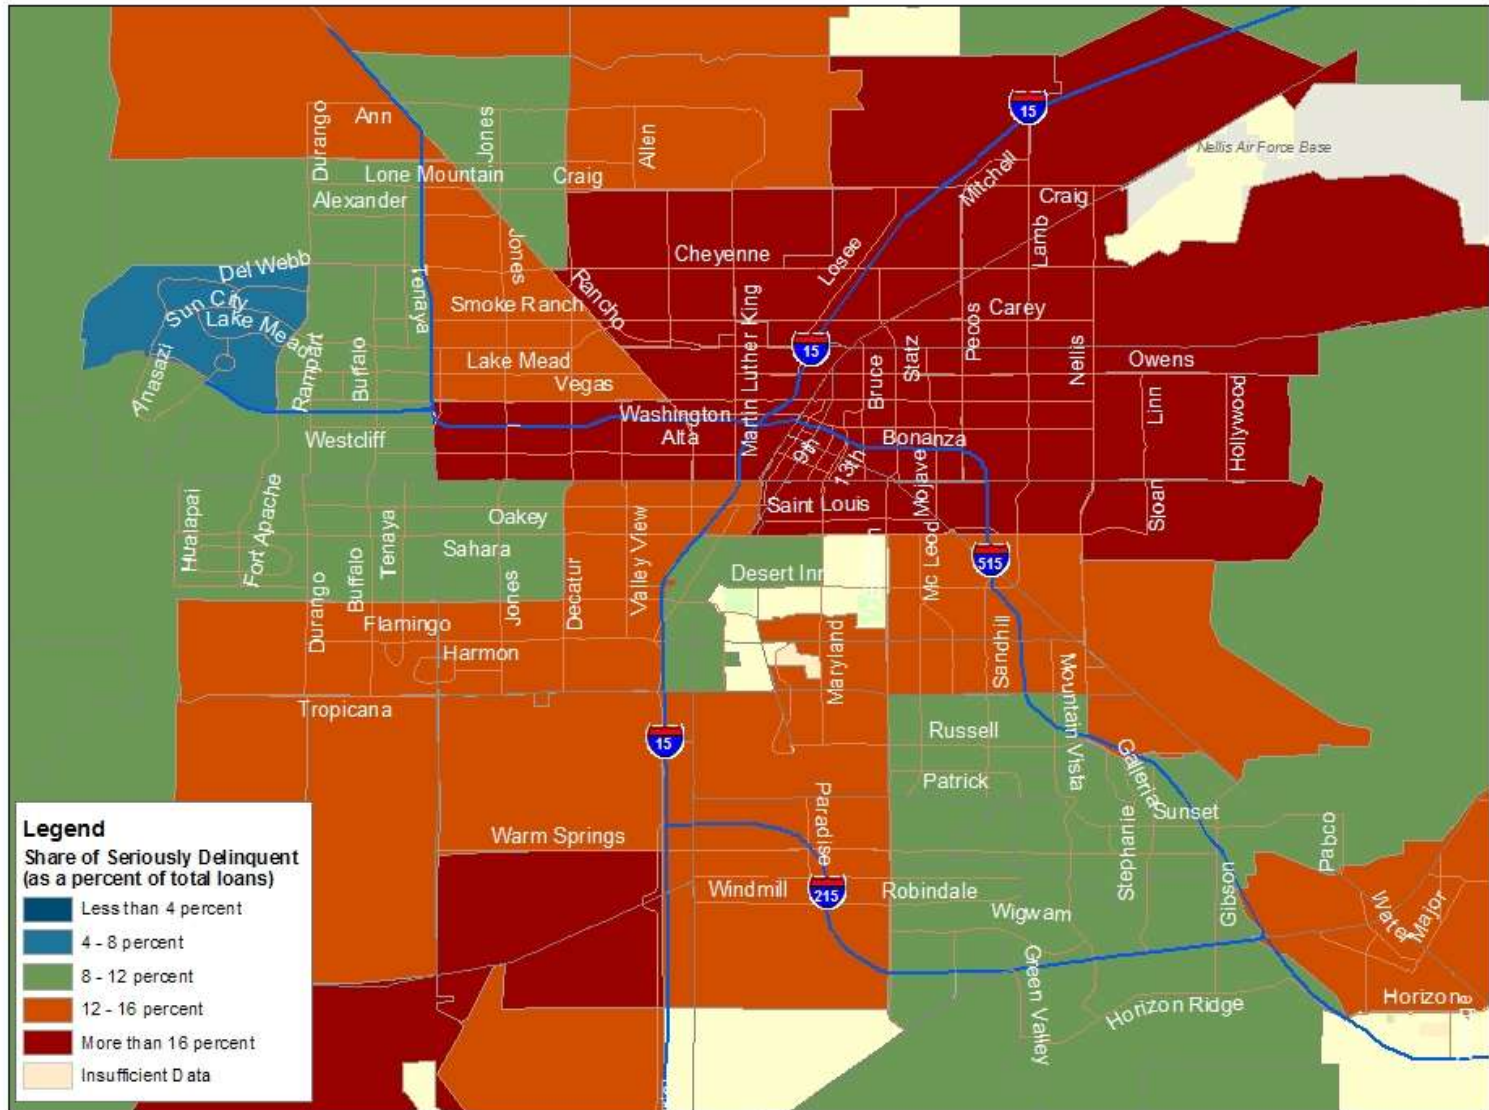 15
Ann
Durango
Jones
Allen
Nellis Air Force Base
Lone Mountain
Craig
Mitchell
Alexander
Craig
Lamb
Jones
Cheyenne
Losee
Del Webb
Tenaya
Sun City
Smoke Ranch
Rancho
Carey
Lake Mead
Martin Luther King
15
Pecos
Rampart
Buffalo
Lake Mead
Bruce
Statz
Nellis
Owens
Anasazi
Vegas
Washington
Linn
Hollywood
Westcliff
Alta
9th
13th
Bonanza
Hualapai
Fort Apache
Oakey
Saint Louis
Mojave
Sloan
Tenaya
Sahara
Valley View
515
Durango
Buffalo
Jones
Decatur
Desert Inn
Mc Leod
Flamingo
Harmon
Maryland
Sandhill
Mountain Vista
Tropicana
15
Russell
Galleria
Patrick
Sunset
Paradise
Stephanie
Pabco
Warm Springs
Windmill
215
Robindale
Wigwam
Gibson
Water
Major
Green Valley
Horizon Ridge
Horizon
Legend
Share of Seriously Delinquent
(as a percent of total loans)
Less than 4 percent
4 - 8 percent
8 - 12 percent
12 - 16 percent
More than 16 percent
Insufficient Data